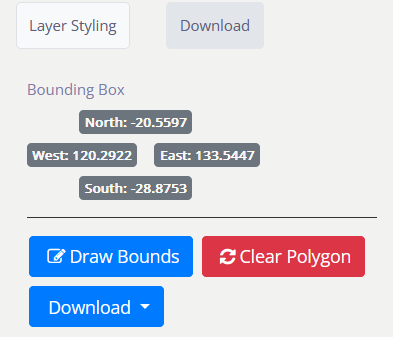 Layer Styling Download
Bounding Box
North: -20.5597
West: 120.2922 East: 133.5447
South: -28.8753
Draw Bounds Clear Polygon
Download